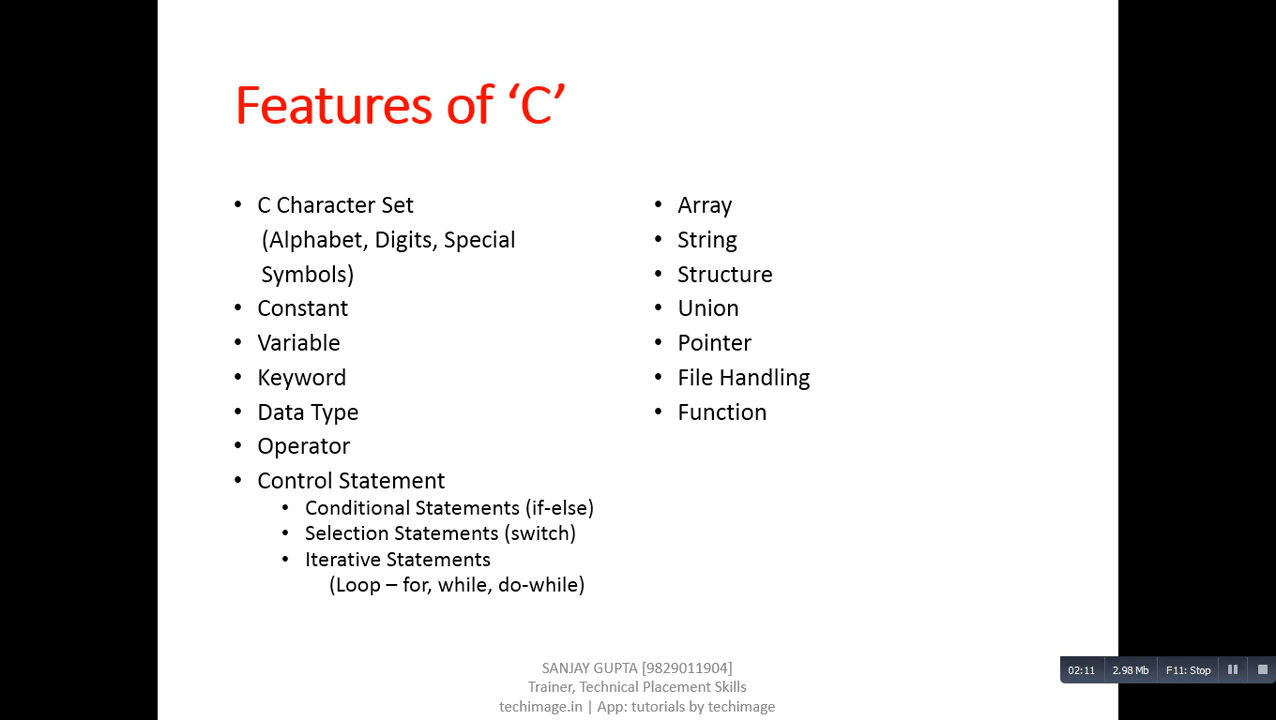 Features of ‘C’
• C Character Set
(Alphabet, Digits, Special
Symbols)
• Constant
• Variable
• Keyword
• Data Type
• Operator
• Control Statement
• Conditional Statements (if-else)
• Selection Statements (switch)
• Iterative Statements
(Loop – for, while, do-while)
• Array
• String
• Structure
• Union
• Pointer
• File Handling
• Function
SANJAY GUPTA [9829011904]
Trainer, Technical Placement Skills
techimage.in | App: tutorials by techimage
02:11 2.98 Mb F11: Stop